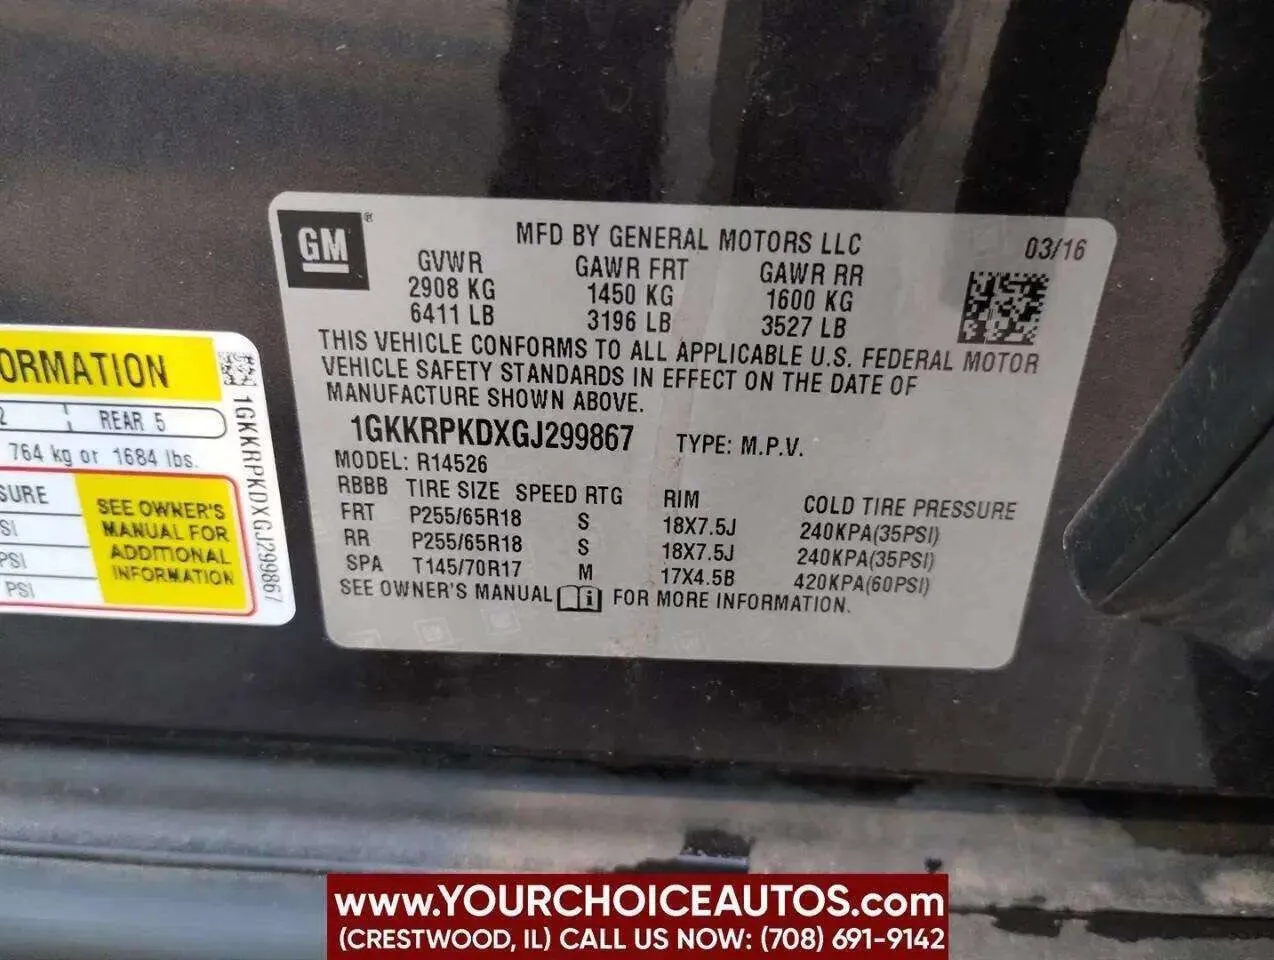 GM®
MFD BY GENERAL MOTORS LLC 03/16
GVWR GAWR FRT GAWR RR
2908 KG 1450 KG 1600 KG
6411 LB 3196 LB 3527 LB
THIS VEHICLE CONFORMS TO ALL APPLICABLE U.S. FEDERAL MOTOR
VEHICLE SAFETY STANDARDS IN EFFECT ON THE DATE OF
MANUFACTURE SHOWN ABOVE.
1GKKRPKDXGJ299867 TYPE: M.P.V.
MODEL: R14526
RBBB TIRE SIZE SPEED RTG RIM COLD TIRE PRESSURE
FRT P255/65R18 S 18X7.5J 240KPA(35PSI)
RR P255/65R18 S 18X7.5J 240KPA(35PSI)
SPA T145/70R17 M 17X4.5B 420KPA(60PSI)
SEE OWNER'S MANUAL i FOR MORE INFORMATION.
ORMATION
2 REAR 5
764 kg or 1684 lbs.
SURE
SI
PSI
PSI
SEE OWNER'S
MANUAL FOR
ADDITIONAL
INFORMATION
1GKKRPKDXGJ299867
www.YOURCHOICEAUTOS.com
(CRESTWOOD, IL) CALL US NOW: (708) 691-9142